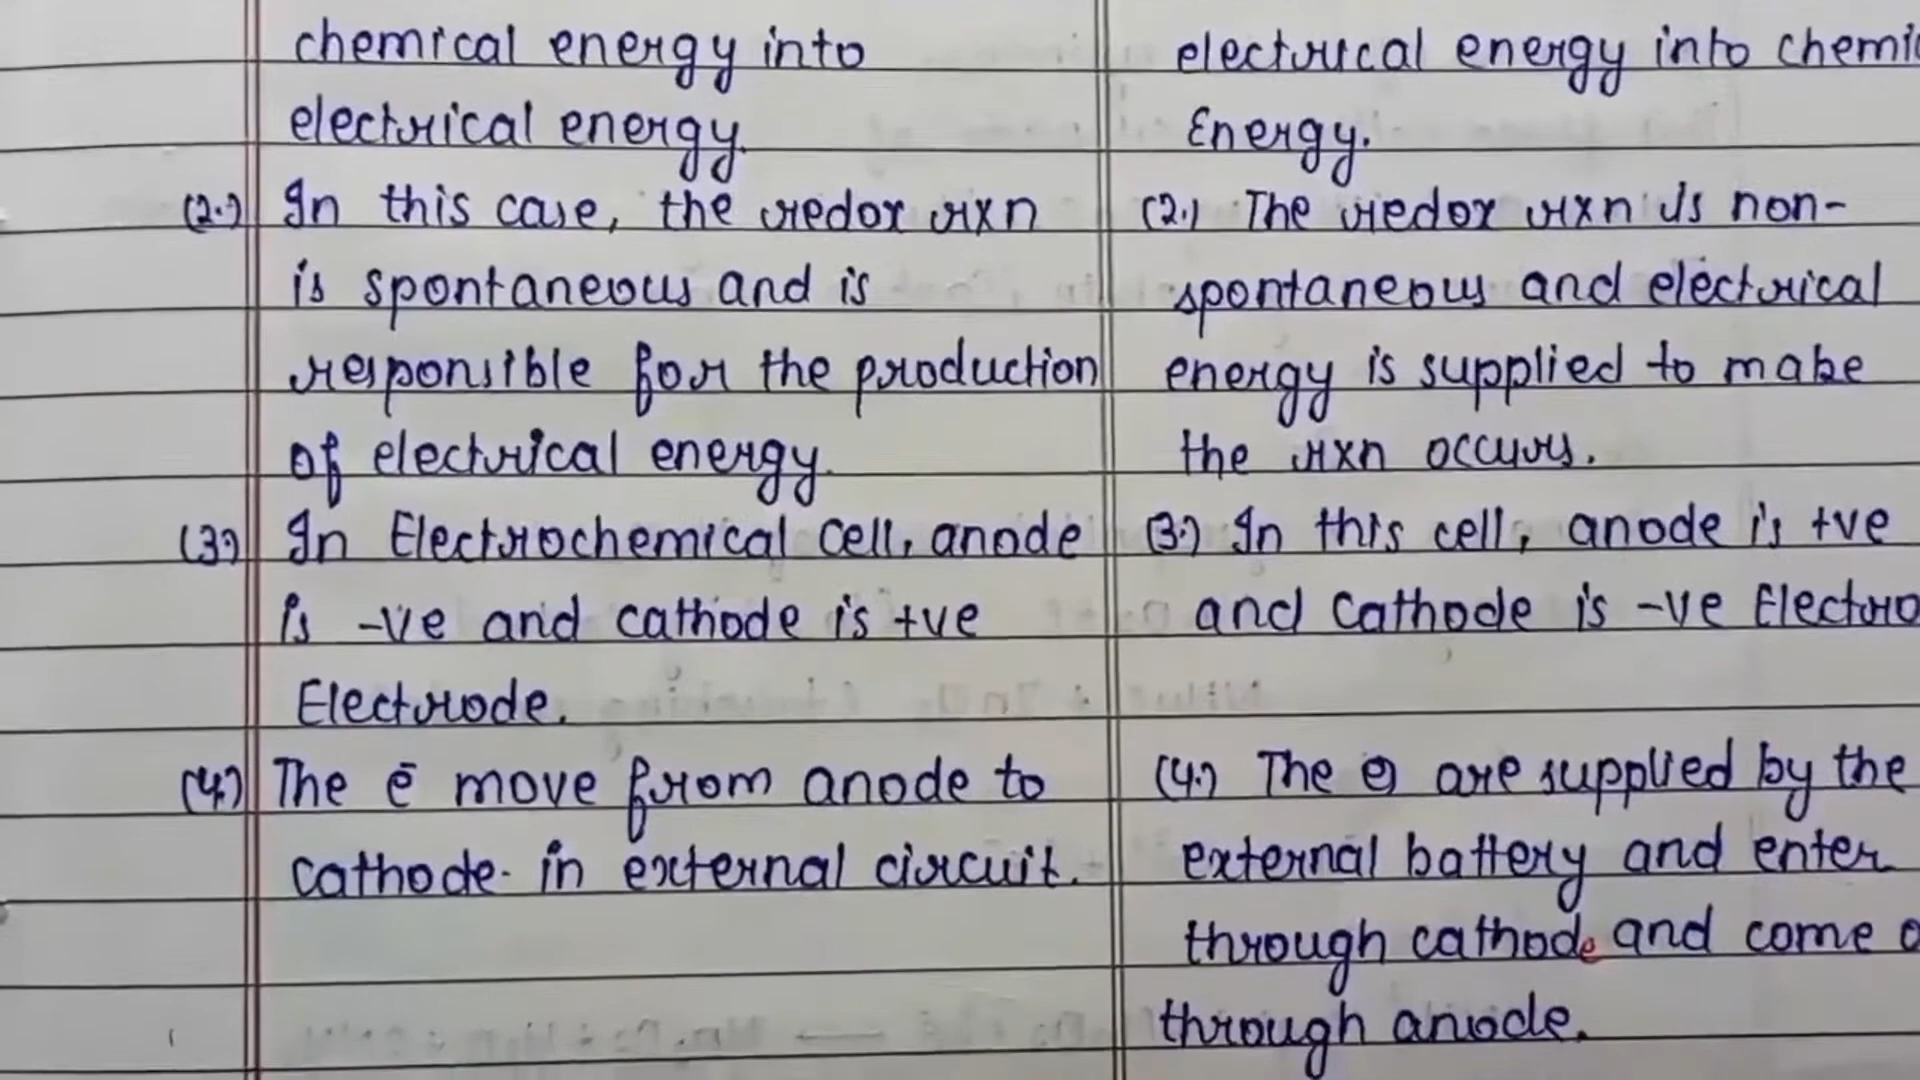 chemical energy into
electrical energy.
(2.) In this case, the redox rxn
is spontaneous and is
responsible for the production
of electrical energy.
(3.) In Electrochemical cell, anode
is -ve and cathode is +ve
Electrode.
(4.) The e̅ move from anode to
cathode. in external circuit.
electrical energy into chemic
Energy.
(2.) The redox rxn is non-
spontaneous and electrical
energy is supplied to make
the rxn occurs.
(3.) In this cell, anode is +ve
and cathode is -ve Electro
(4.) The are supplied by the
external battery and enter
through cathode and come
through anode.